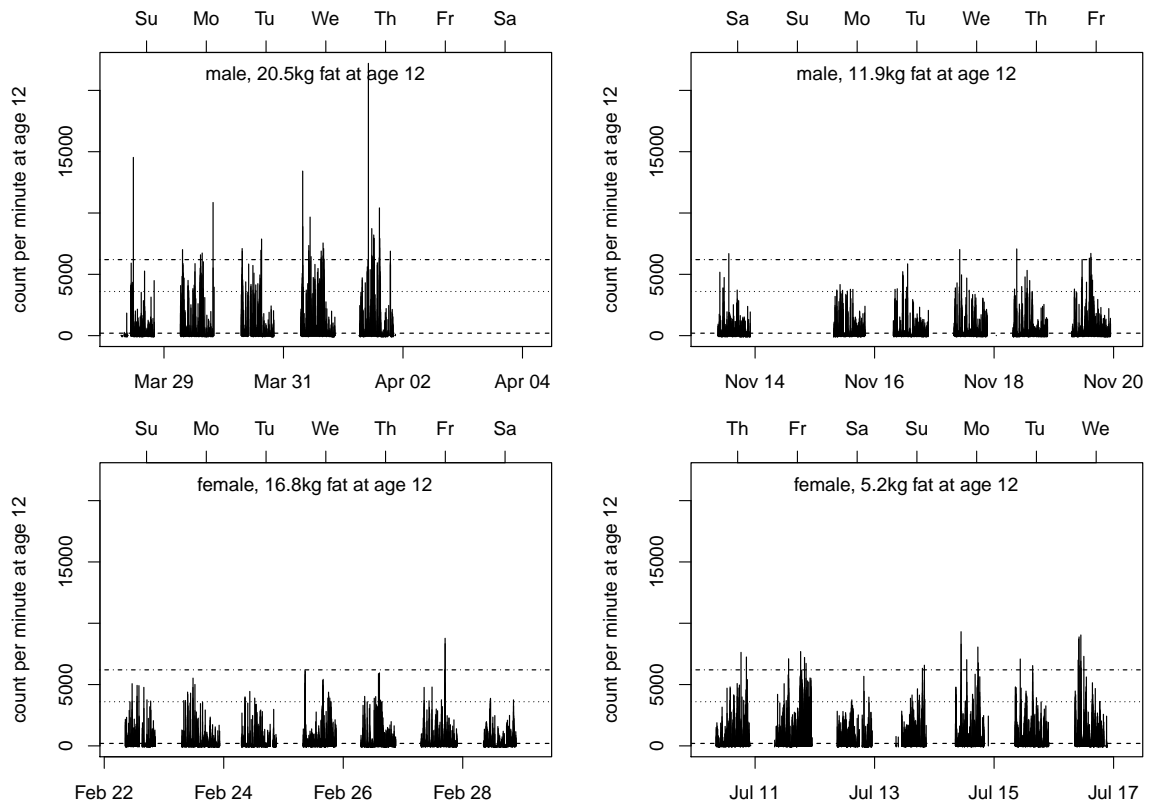 Su Mo Tu We Th Fr Sa
male, 20.5kg fat at age 12
count per minute at age 12
0 5000 15000
Mar 29 Mar 31 Apr 02 Apr 04
Sa Su Mo Tu We Th Fr
male, 11.9kg fat at age 12
count per minute at age 12
0 5000 15000
Nov 14 Nov 16 Nov 18 Nov 20
Su Mo Tu We Th Fr Sa
female, 16.8kg fat at age 12
count per minute at age 12
0 5000 15000
Feb 22 Feb 24 Feb 26 Feb 28
Th Fr Sa Su Mo Tu We
female, 5.2kg fat at age 12
count per minute at age 12
0 5000 15000
Jul 11 Jul 13 Jul 15 Jul 17